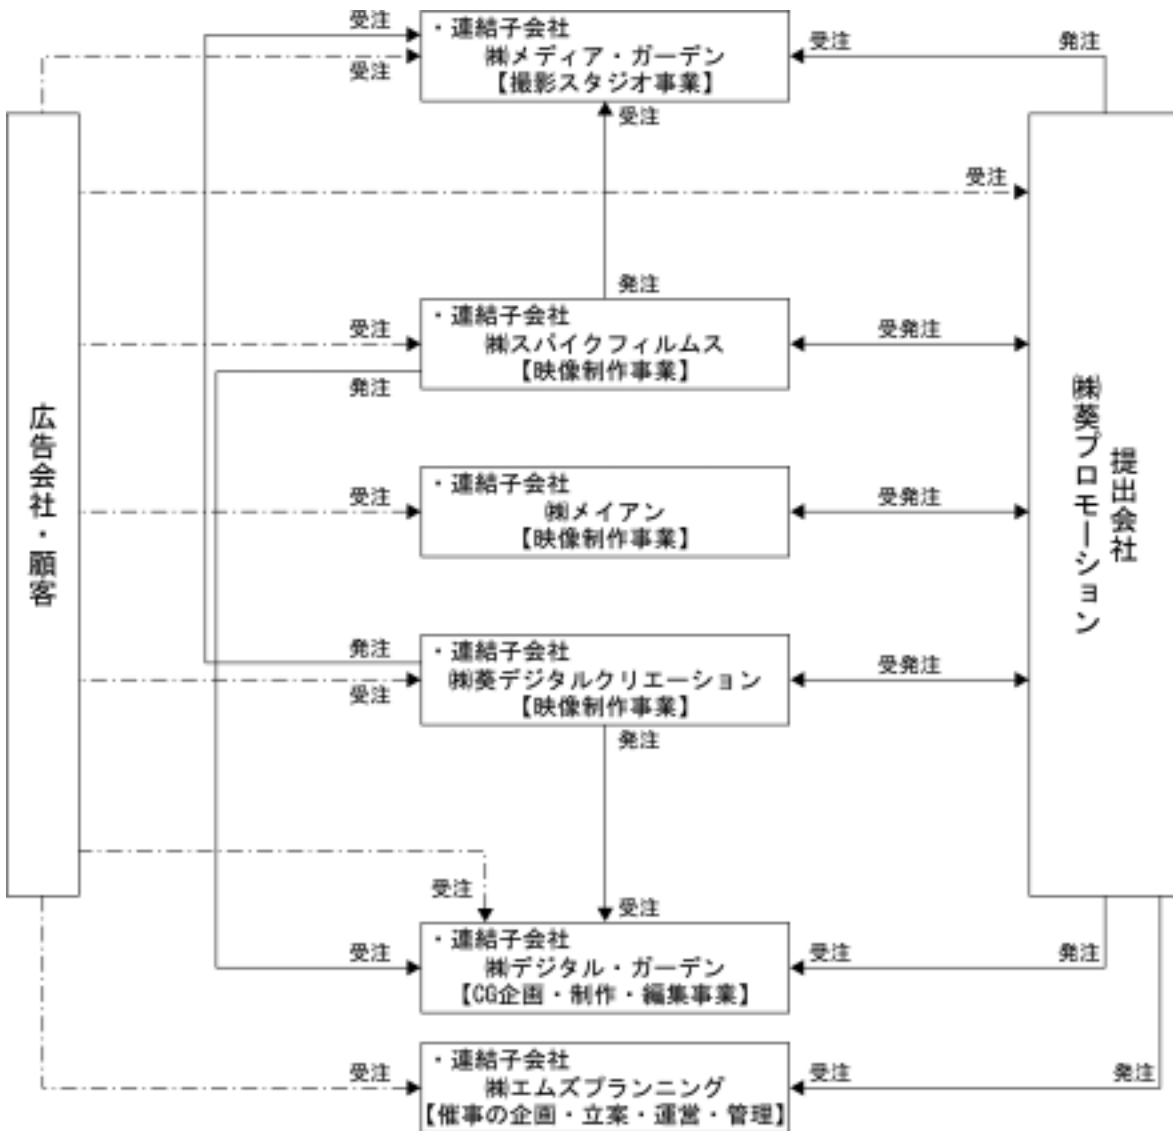 受注
・連結子会社
㈱メディア・ガーデン
【撮影スタジオ事業】
受注
受注
発注
受注
受注
発注
・連結子会社
㈱スパイクフィルムス
【映像制作事業】
受注
発注
受発注
・連結子会社
㈱メイアン
【映像制作事業】
受注
受発注
広告会社・顧客
提出会社
㈱葵プロモーション
発注
・連結子会社
㈱葵デジタルクリエーション
【映像制作事業】
受注
受発注
発注
受注
受注
・連結子会社
㈱デジタル・ガーデン
【CG企画・制作・編集事業】
受注
受注
発注
・連結子会社
㈱エムズプランニング
【催事の企画・立案・運営・管理】
受注
受注
発注